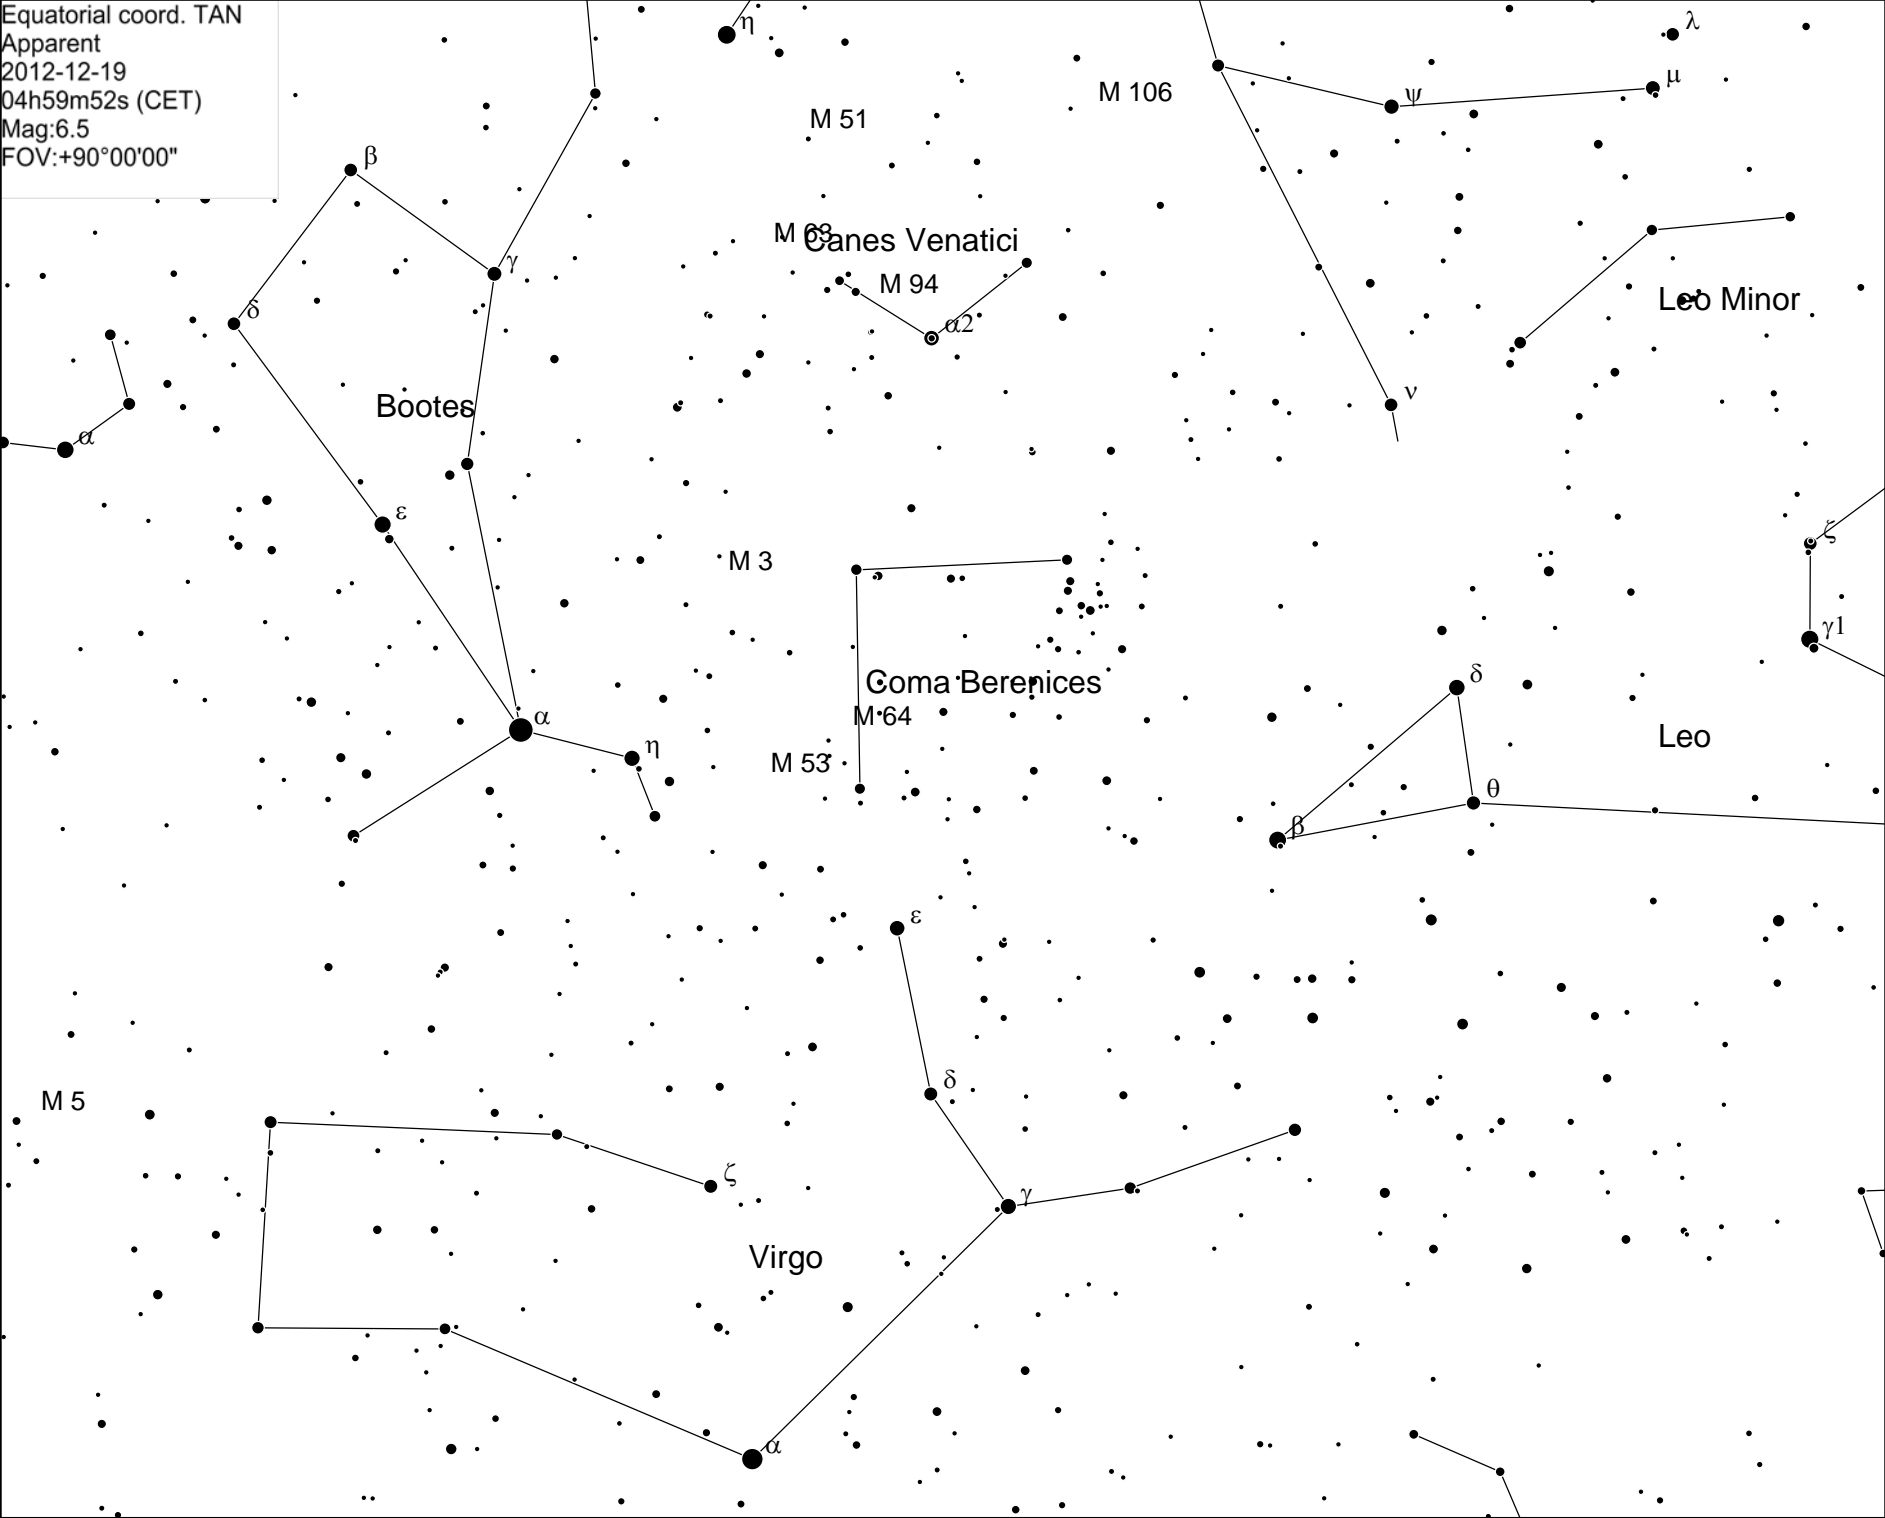 Equatorial coord. TAN
Apparent
2012-12-19
04h59m52s (CET)
Mag:6.5
FOV:+90°00'00"
η
λ
μ
M 106
ψ
M 51
β
M 63
Canes Venatici
γ
M 94
Leo Minor
δ
α2
ν
Bootes
α
ε
ζ
M 3
γ1
δ
Coma Berenices
M 64
α
Leo
η
M 53
θ
β
ε
δ
M 5
ζ
γ
Virgo
α